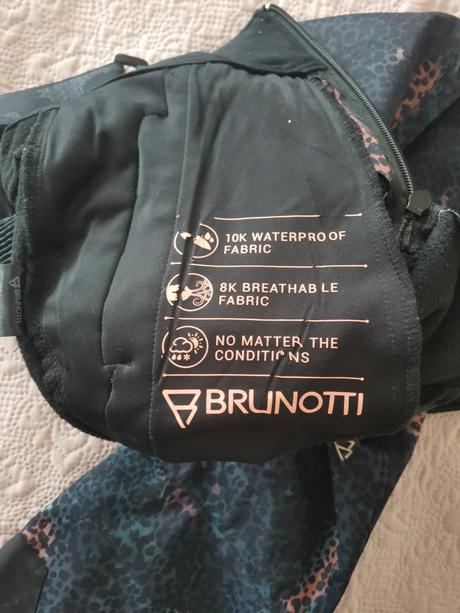 10K WATERPROOF
FABRIC
8K BREATHABLE
FABRIC
NO MATTER THE
CONDITIONS
BRUNOTTI